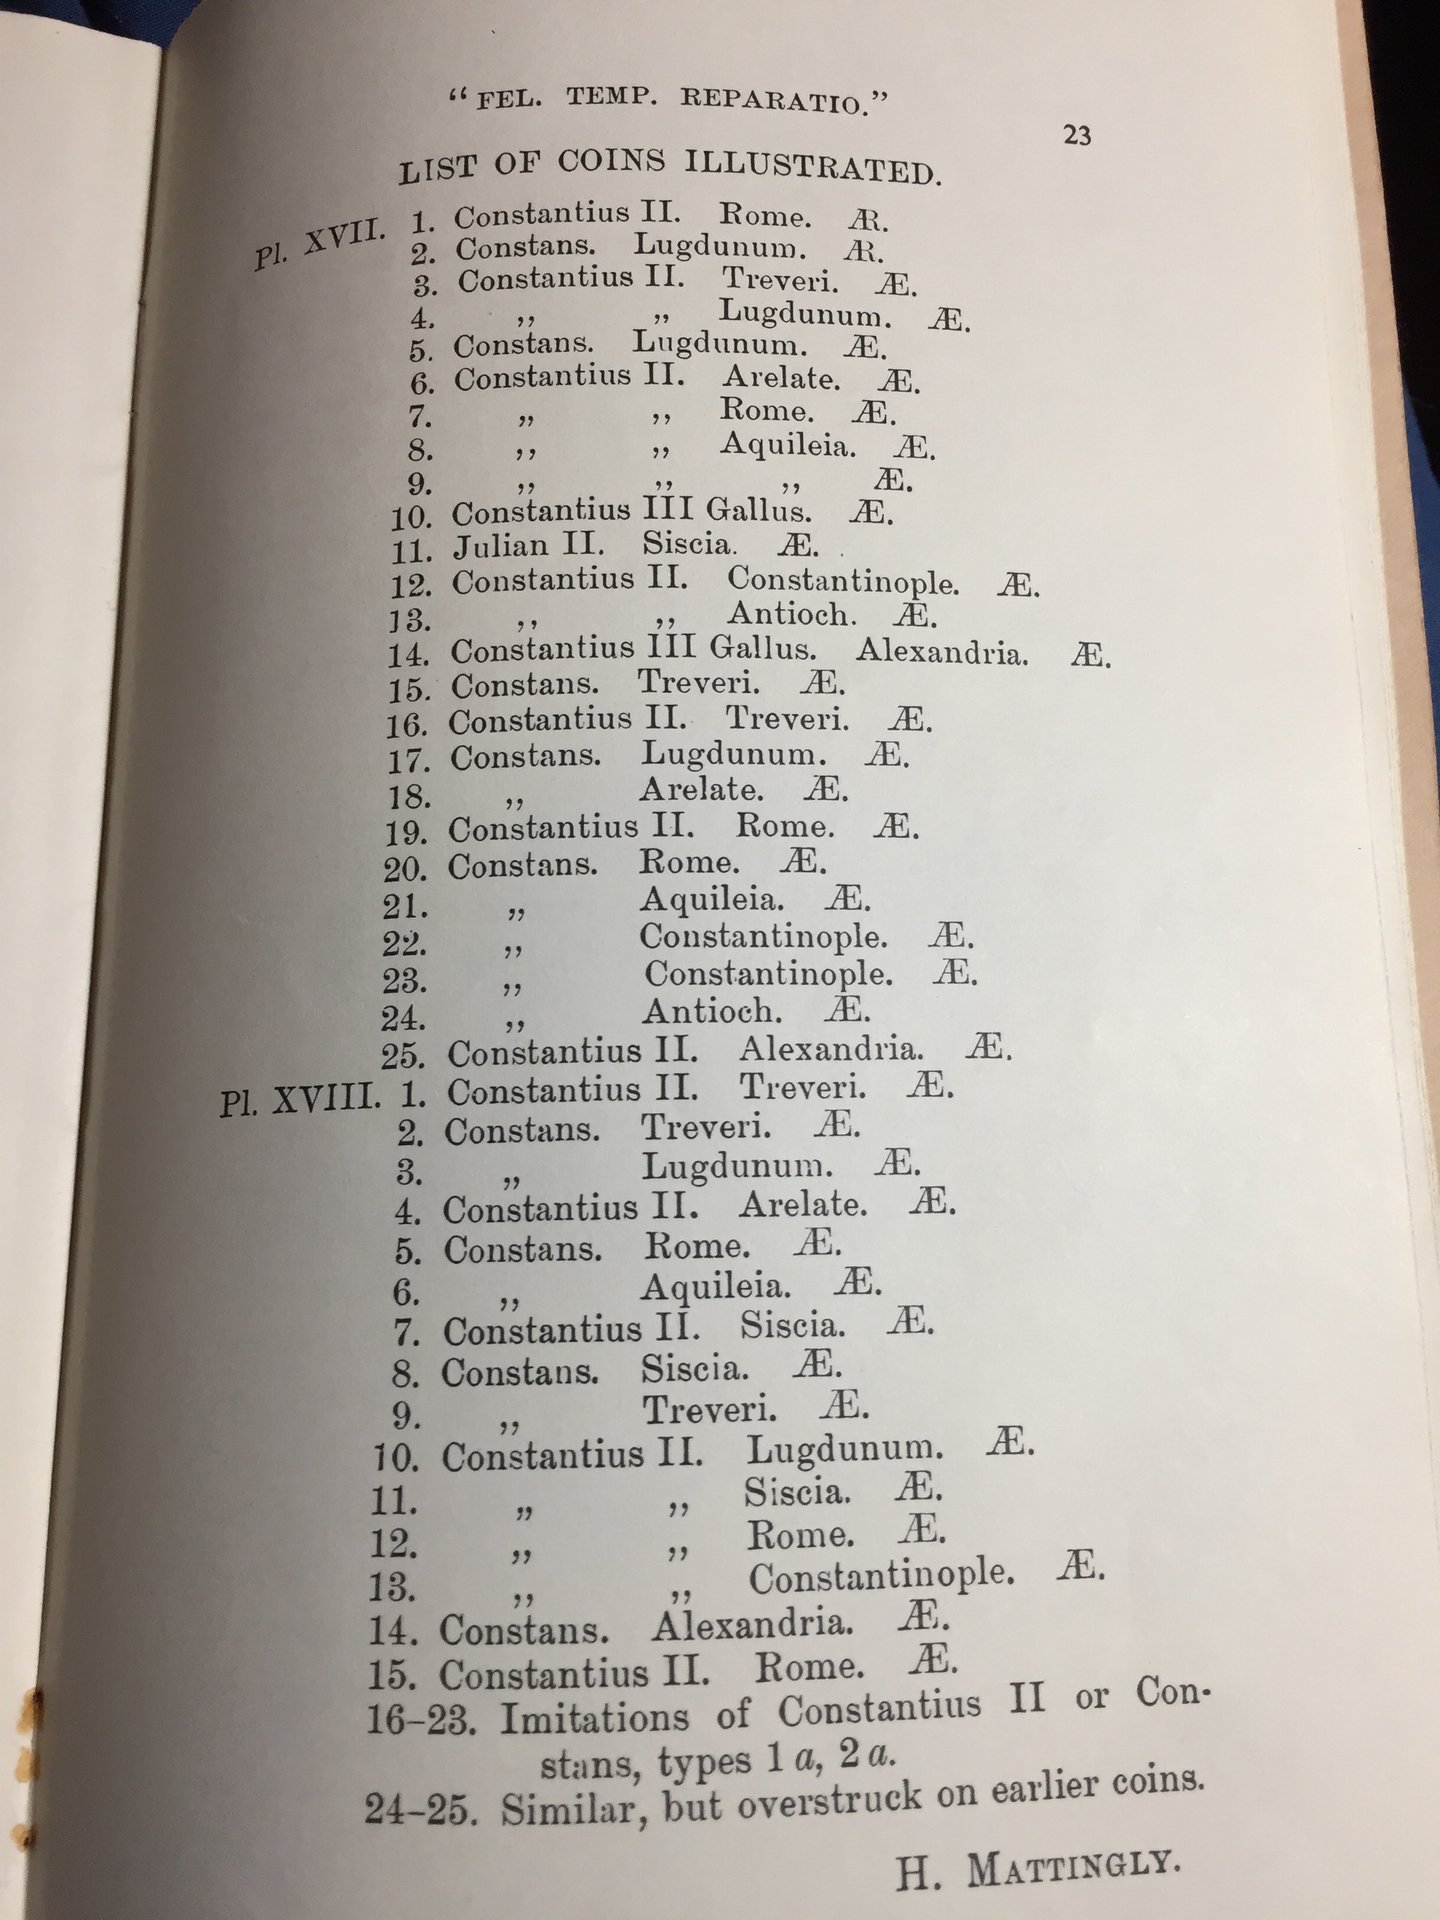 “FEL. TEMP. REPARATIO.”
23
LIST OF COINS ILLUSTRATED.
Pl. XVII. 1. Constantius II. Rome. ÆR.
2. Constans. Lugdunum. ÆR.
3. Constantius II. Treveri. Æ.
4. ,, ,, Lugdunum. Æ.
5. Constans. Lugdunum. Æ.
6. Constantius II. Arelate. Æ.
7. ,, ,, Rome. Æ.
8. ,, ,, Aquileia. Æ.
9. ,, ,, ,, Æ.
10. Constantius III Gallus. Æ.
11. Julian II. Siscia. Æ.
12. Constantius II. Constantinople. Æ.
13. ,, ,, Antioch. Æ.
14. Constantius III Gallus. Alexandria. Æ.
15. Constans. Treveri. Æ.
16. Constantius II. Treveri. Æ.
17. Constans. Lugdunum. Æ.
18. ,, Arelate. Æ.
19. Constantius II. Rome. Æ.
20. Constans. Rome. Æ.
21. ,, Aquileia. Æ.
22. ,, Constantinople. Æ.
23. ,, Constantinople. Æ.
24. ,, Antioch. Æ.
25. Constantius II. Alexandria. Æ.
Pl. XVIII. 1. Constantius II. Treveri. Æ.
2. Constans. Treveri. Æ.
3. ,, Lugdunum. Æ.
4. Constantius II. Arelate. Æ.
5. Constans. Rome. Æ.
6. ,, Aquileia. Æ.
7. Constantius II. Siscia. Æ.
8. Constans. Siscia. Æ.
9. ,, Treveri. Æ.
10. Constantius II. Lugdunum. Æ.
11. ,, ,, Siscia. Æ.
12. ,, ,, Rome. Æ.
13. ,, ,, Constantinople. Æ.
14. Constans. Alexandria. Æ.
15. Constantius II. Rome. Æ.
16–23. Imitations of Constantius II or Con-
stans, types 1 a, 2 a.
24–25. Similar, but overstruck on earlier coins.
H. MATTINGLY.